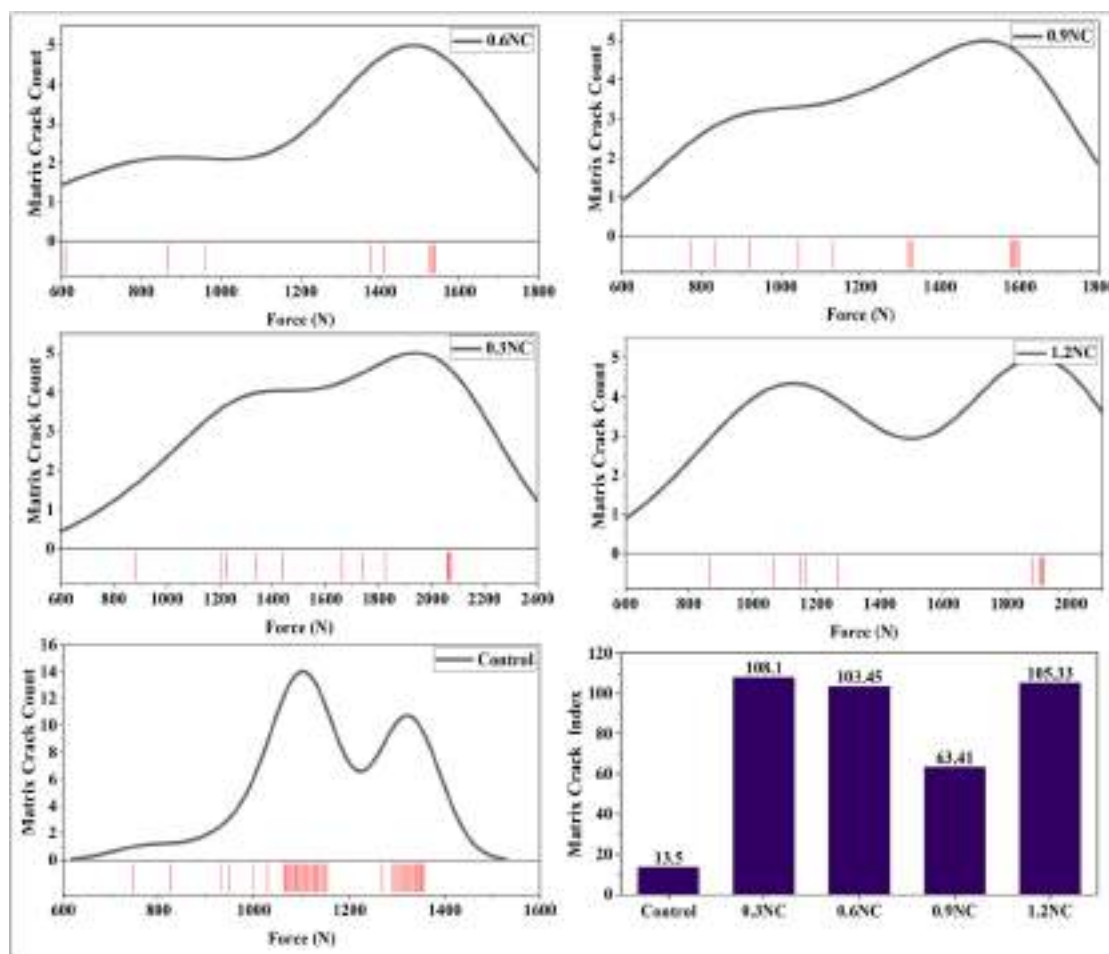 0.6NC
Matrix Crack Count
5
4
3
2
1
0
600 800 1000 1200 1400 1600 1800
Force (N)
0.9NC
Matrix Crack Count
5
4
3
2
1
0
600 800 1000 1200 1400 1600 1800
Force (N)
0.3NC
Matrix Crack Count
5
4
3
2
1
0
600 800 1000 1200 1400 1600 1800 2000 2200 2400
Force (N)
1.2NC
Matrix Crack Count
5
4
3
2
1
0
600 800 1000 1200 1400 1600 1800 2000
Force (N)
Control
Matrix Crack Count
16
14
12
10
8
6
4
2
0
600 800 1000 1200 1400 1600
Force (N)
Matrix Crack Index
120
100
80
60
40
20
0
13.5
108.1
103.45
63.41
105.33
Control 0.3NC 0.6NC 0.9NC 1.2NC